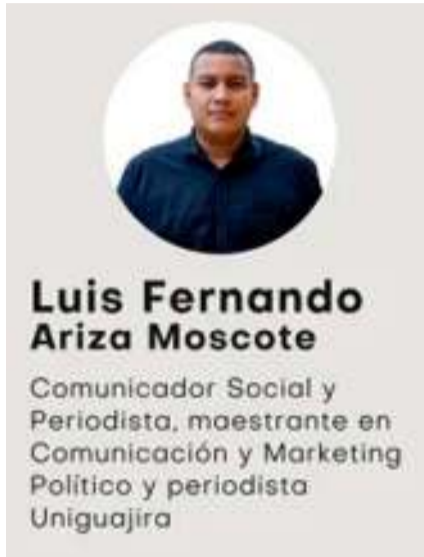 Luis Fernando
Ariza Moscote
Comunicador Social y
Periodista, maestrante en
Comunicación y Marketing
Político y periodista
Uniguajira